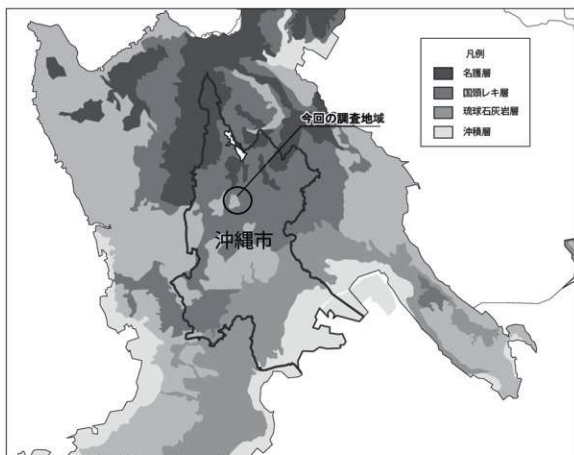 凡例
名護層
国頭レキ層
琉球石灰岩層
沖積層
今回の調査地域
沖縄市